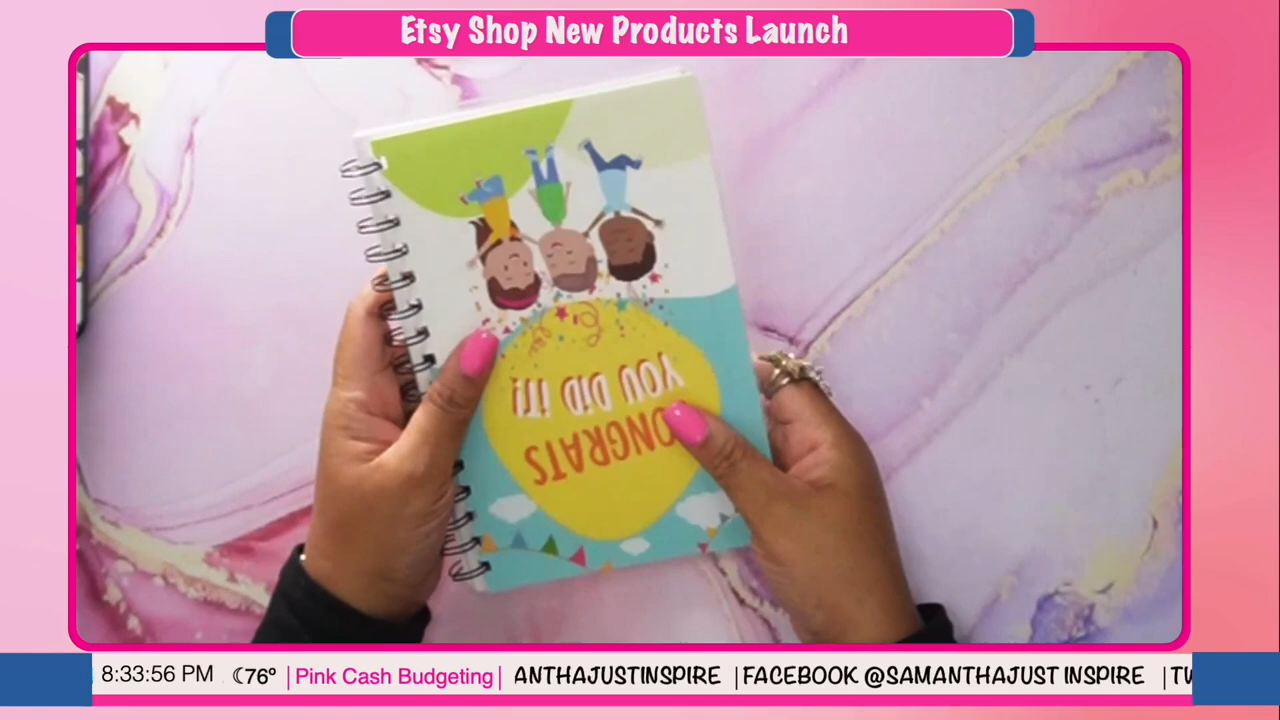 Etsy Shop New Products Launch
CONGRATS
YOU DID IT!
8:33:56 PM 76° | Pink Cash Budgeting | ANTHAJUSTINSPIRE | FACEBOOK @SAMANTHAJUST INSPIRE | TW